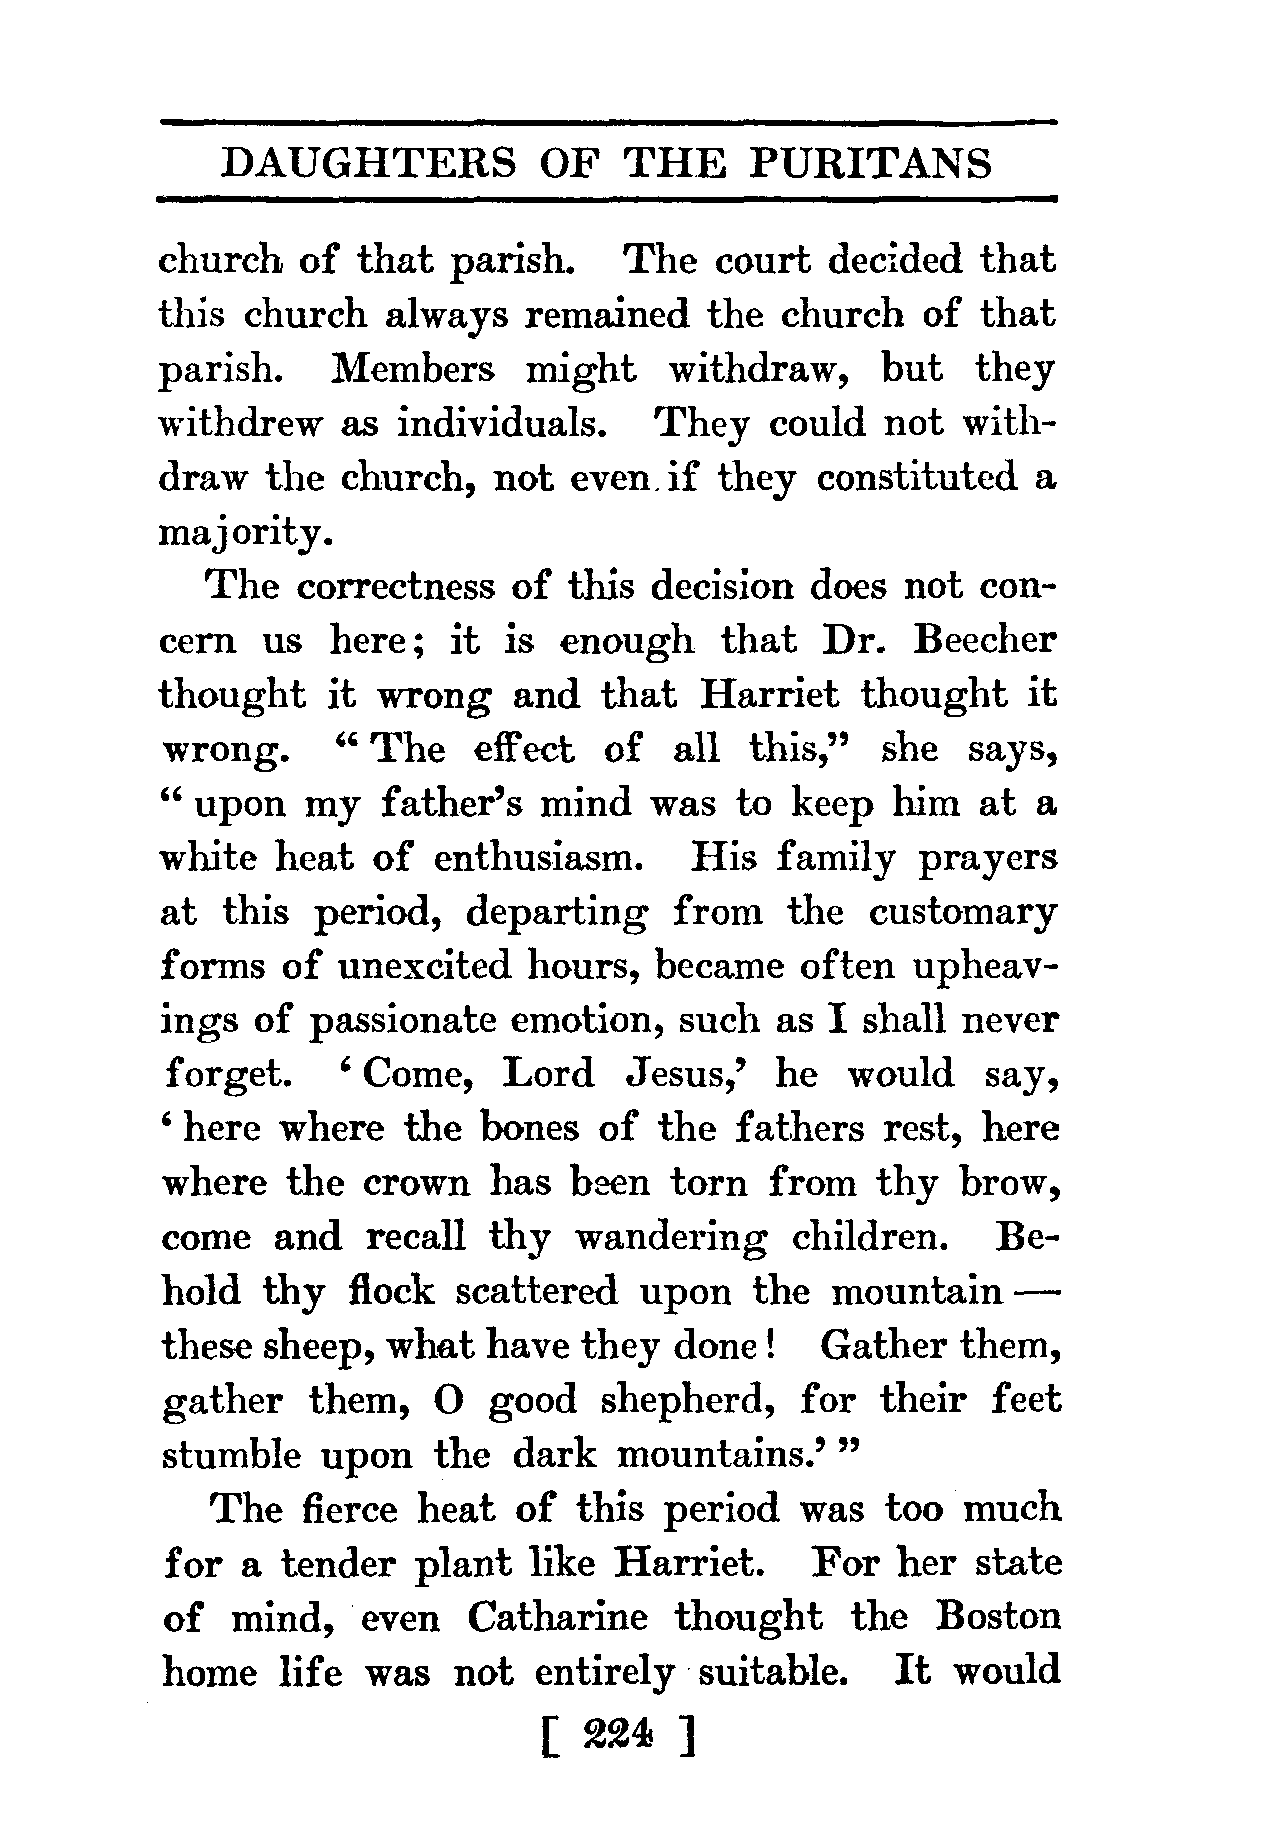 DAUGHTERS OF THE PURITANS
church of that parish. The court decided that
this church always remained the church of that
parish. Members might withdraw, but they
withdrew as individuals. They could not with-
draw the church, not even if they constituted a
majority.
The correctness of this decision does not con-
cern us here; it is enough that Dr. Beecher
thought it wrong and that Harriet thought it
wrong. “ The effect of all this,” she says,
“ upon my father’s mind was to keep him at a
white heat of enthusiasm. His family prayers
at this period, departing from the customary
forms of unexcited hours, became often upheav-
ings of passionate emotion, such as I shall never
forget. ‘ Come, Lord Jesus,’ he would say,
‘ here where the bones of the fathers rest, here
where the crown has been torn from thy brow,
come and recall thy wandering children. Be-
hold thy flock scattered upon the mountain —
these sheep, what have they done! Gather them,
gather them, O good shepherd, for their feet
stumble upon the dark mountains.’ ”
The fierce heat of this period was too much
for a tender plant like Harriet. For her state
of mind, even Catharine thought the Boston
home life was not entirely suitable. It would
[ 224 ]